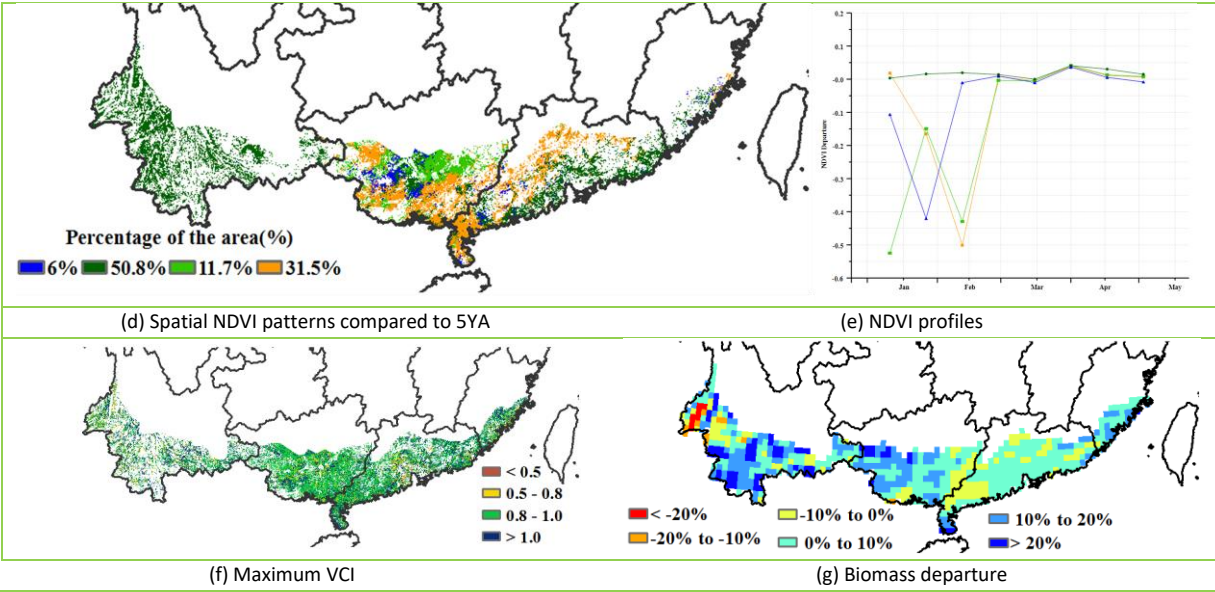 Percentage of the area(%)
6% 50.8% 11.7% 31.5%
0.2
0.1
-0.0
-0.1
-0.2
-0.3
-0.4
-0.5
-0.6
NDVI Departure
Jan Feb Mar Apr May
(d) Spatial NDVI patterns compared to 5YA
(e) NDVI profiles
< 0.5
0.5 - 0.8
0.8 - 1.0
> 1.0
< -20% -10% to 0% 10% to 20%
-20% to -10% 0% to 10% > 20%
(f) Maximum VCI
(g) Biomass departure